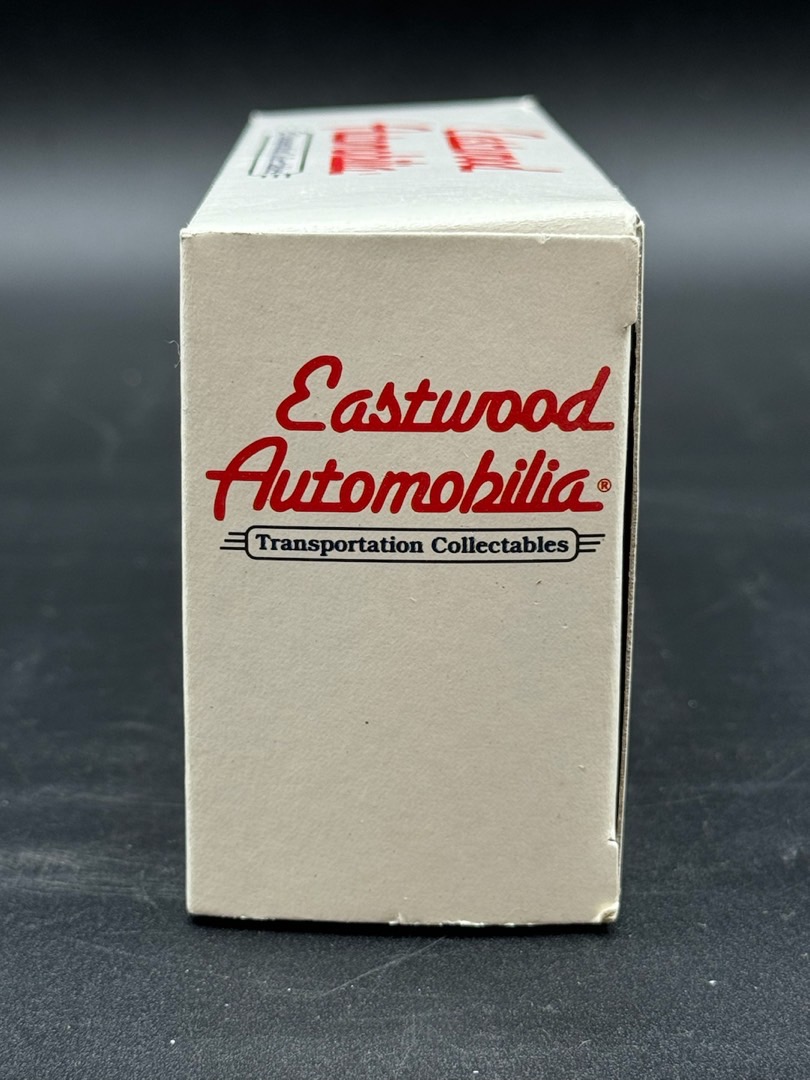 Eastwood
Automobilia®
Transportation Collectables